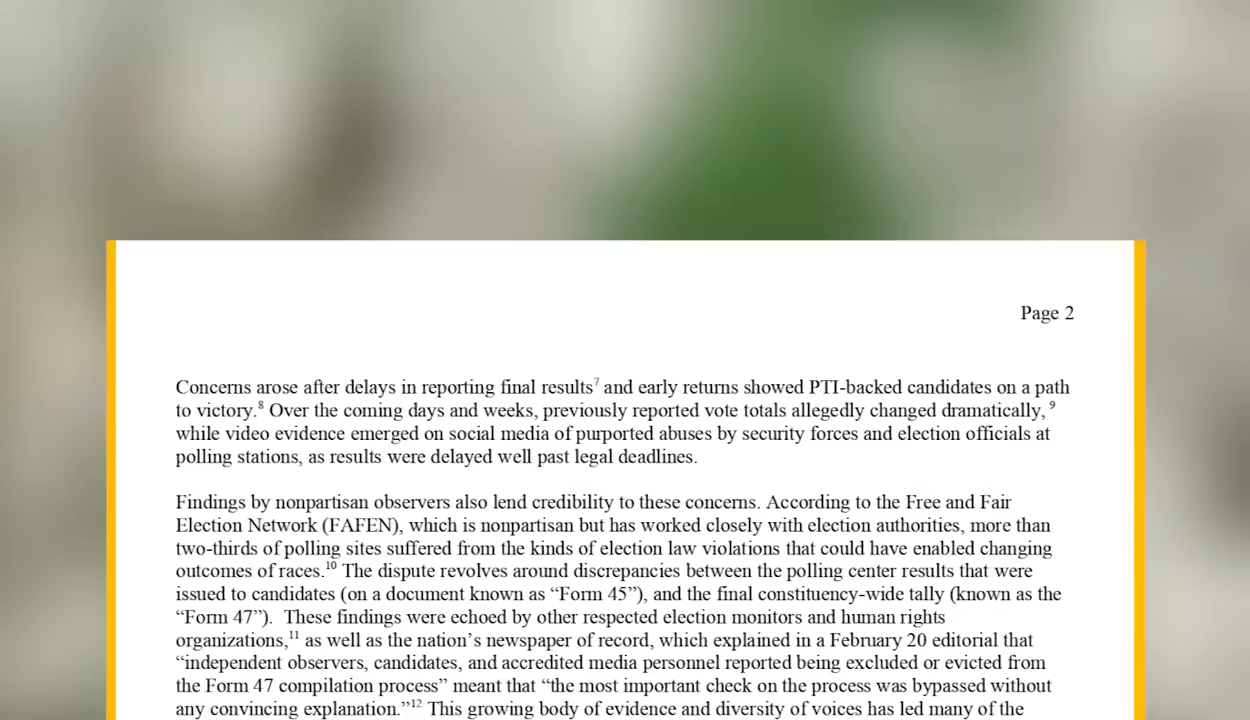 Page 2
Concerns arose after delays in reporting final results⁷ and early returns showed PTI-backed candidates on a path
to victory.⁸ Over the coming days and weeks, previously reported vote totals allegedly changed dramatically, ⁹
while video evidence emerged on social media of purported abuses by security forces and election officials at
polling stations, as results were delayed well past legal deadlines.
Findings by nonpartisan observers also lend credibility to these concerns. According to the Free and Fair
Election Network (FAFEN), which is nonpartisan but has worked closely with election authorities, more than
two-thirds of polling sites suffered from the kinds of election law violations that could have enabled changing
outcomes of races.¹⁰ The dispute revolves around discrepancies between the polling center results that were
issued to candidates (on a document known as “Form 45”), and the final constituency-wide tally (known as the
“Form 47”).  These findings were echoed by other respected election monitors and human rights
organizations,¹¹ as well as the nation’s newspaper of record, which explained in a February 20 editorial that
“independent observers, candidates, and accredited media personnel reported being excluded or evicted from
the Form 47 compilation process” meant that “the most important check on the process was bypassed without
any convincing explanation.”¹² This growing body of evidence and diversity of voices has led many of the